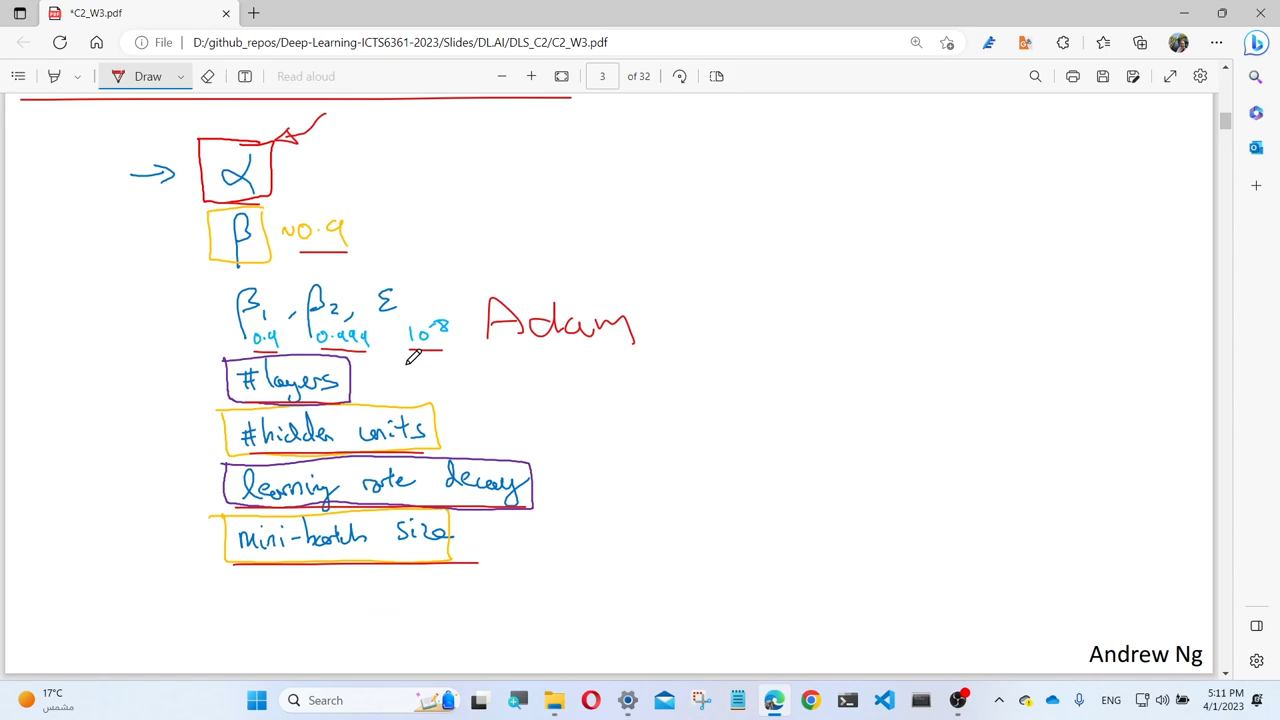 *C2_W3.pdf
File D:/github_repos/Deep-Learning-ICTS6361-2023/Slides/DL.AI/DLS_C2/C2_W3.pdf
Draw Read aloud 3 of 32
α
β ~0.9
β₁, β₂, ε Adam
0.9 0.999 10⁻⁸
#layers
#hidden units
learning rate decay
mini-batch size
Andrew Ng
17°C
مشمس
Search
ENG
5:11 PM
4/1/2023